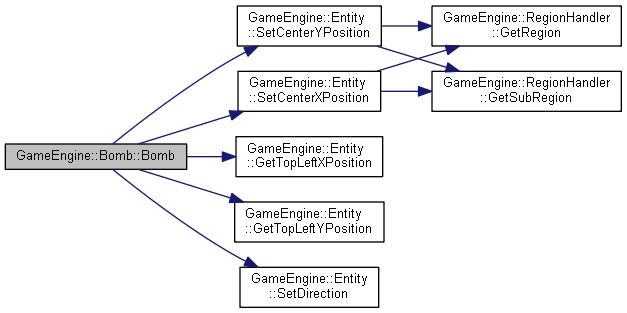 GameEngine::Entity
::SetCenterYPosition
GameEngine::RegionHandler
::GetRegion
GameEngine::Entity
::SetCenterXPosition
GameEngine::RegionHandler
::GetSubRegion
GameEngine::Bomb::Bomb
GameEngine::Entity
::GetTopLeftXPosition
GameEngine::Entity
::GetTopLeftYPosition
GameEngine::Entity
::SetDirection